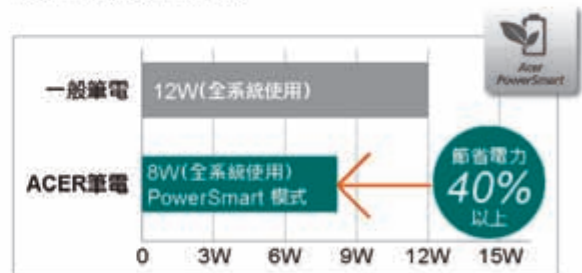 Acer
PowerSmart
一般筆電
12W(全系統使用)
ACER筆電
8W(全系統使用)
PowerSmart 模式
節省電力
40%
以上
0 3W 6W 9W 12W 15W